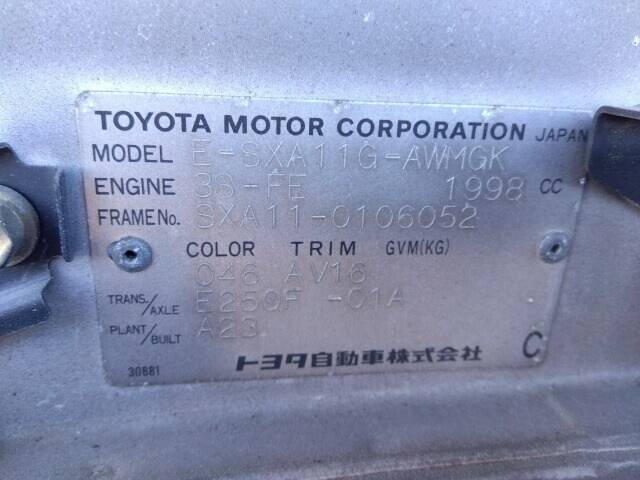 TOYOTA MOTOR CORPORATION JAPAN
MODEL E-SXA11G-AWMGK
ENGINE 3S-FE 1998 CC
FRAME No. SXA11-0106052
COLOR TRIM GVM(KG)
046 AV16
TRANS./AXLE E250F -01A
PLANT/BUILT A23
トヨタ自動車株式会社 C
30881